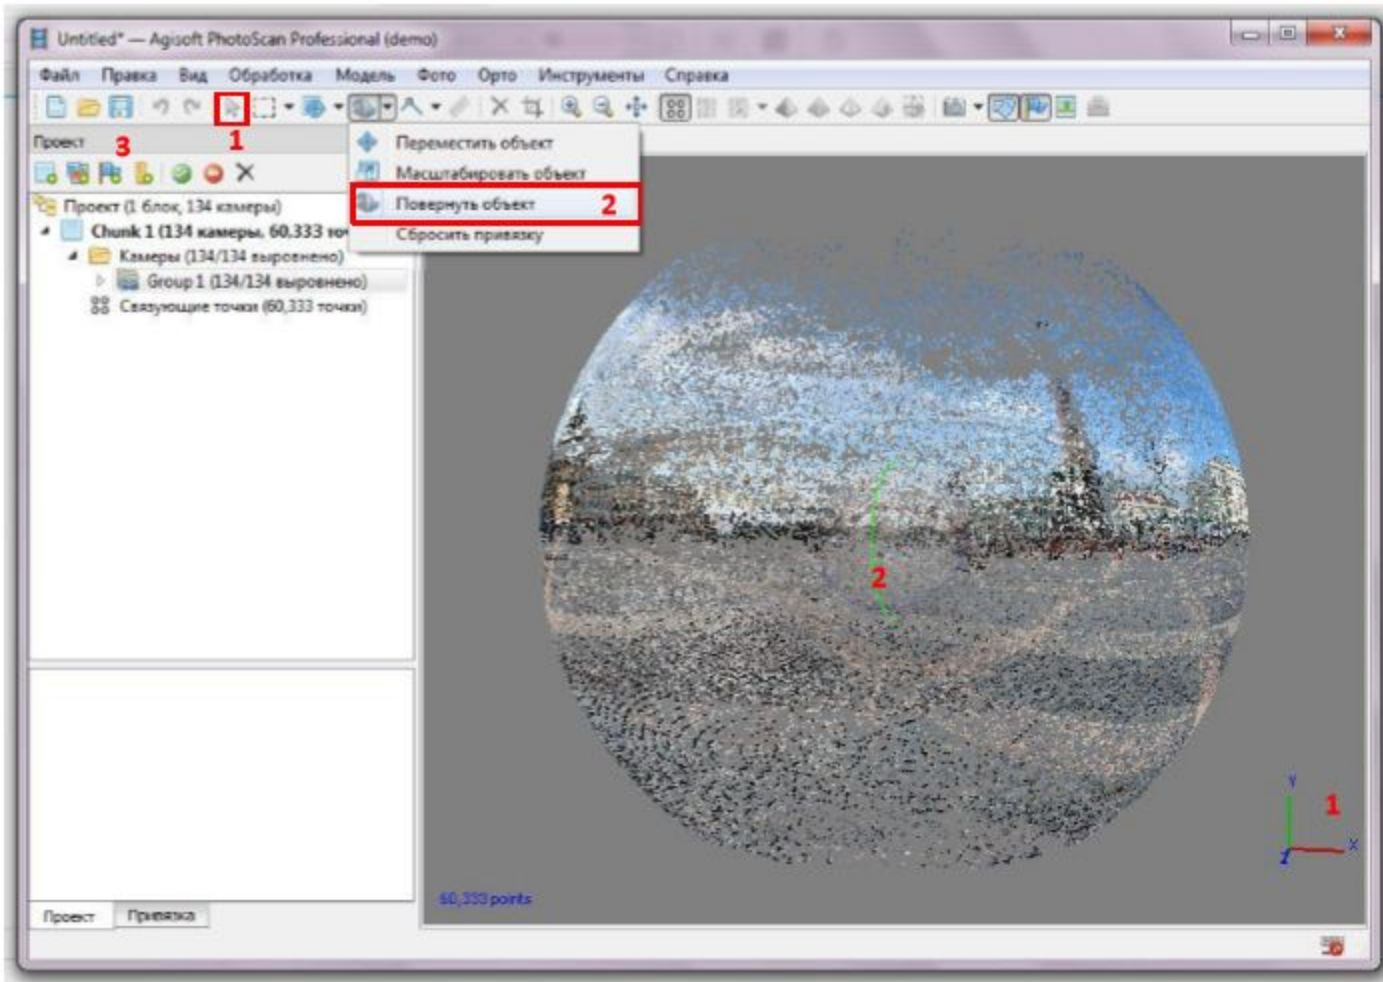 Untitled* — Agisoft PhotoScan Professional (demo)
Файл Правка Вид Обработка Модель Фото Орто Инструменты Справка
1
Проект
3
Переместить объект
Масштабировать объект
Повернуть объект 2
Сбросить привязку
Проект (1 блок, 134 камеры)
Chunk 1 (134 камеры, 60,333 точ
Камеры (134/134 выровнено)
Group 1 (134/134 выровнено)
Связующие точки (60,333 точки)
2
Y
1
X
Z
60,333 points
Проект Привязка